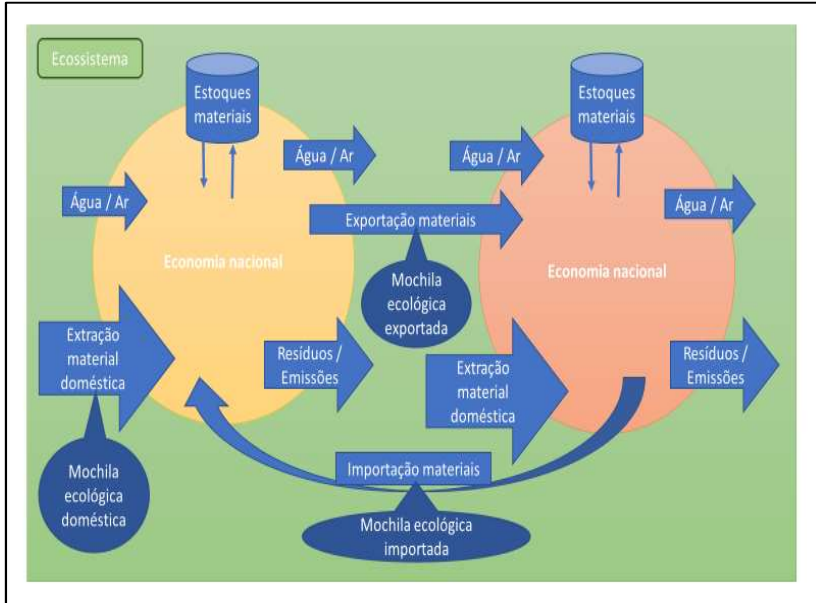 Ecossistema
Estoques
materiais
Estoques
materiais
Água / Ar
Água / Ar
Água / Ar
Água / Ar
Exportação materiais
Economia nacional
Economia nacional
Mochila
ecológica
exportada
Extração
material
doméstica
Resíduos /
Emissões
Extração
material
doméstica
Resíduos /
Emissões
Importação materiais
Mochila
ecológica
doméstica
Mochila ecológica
importada